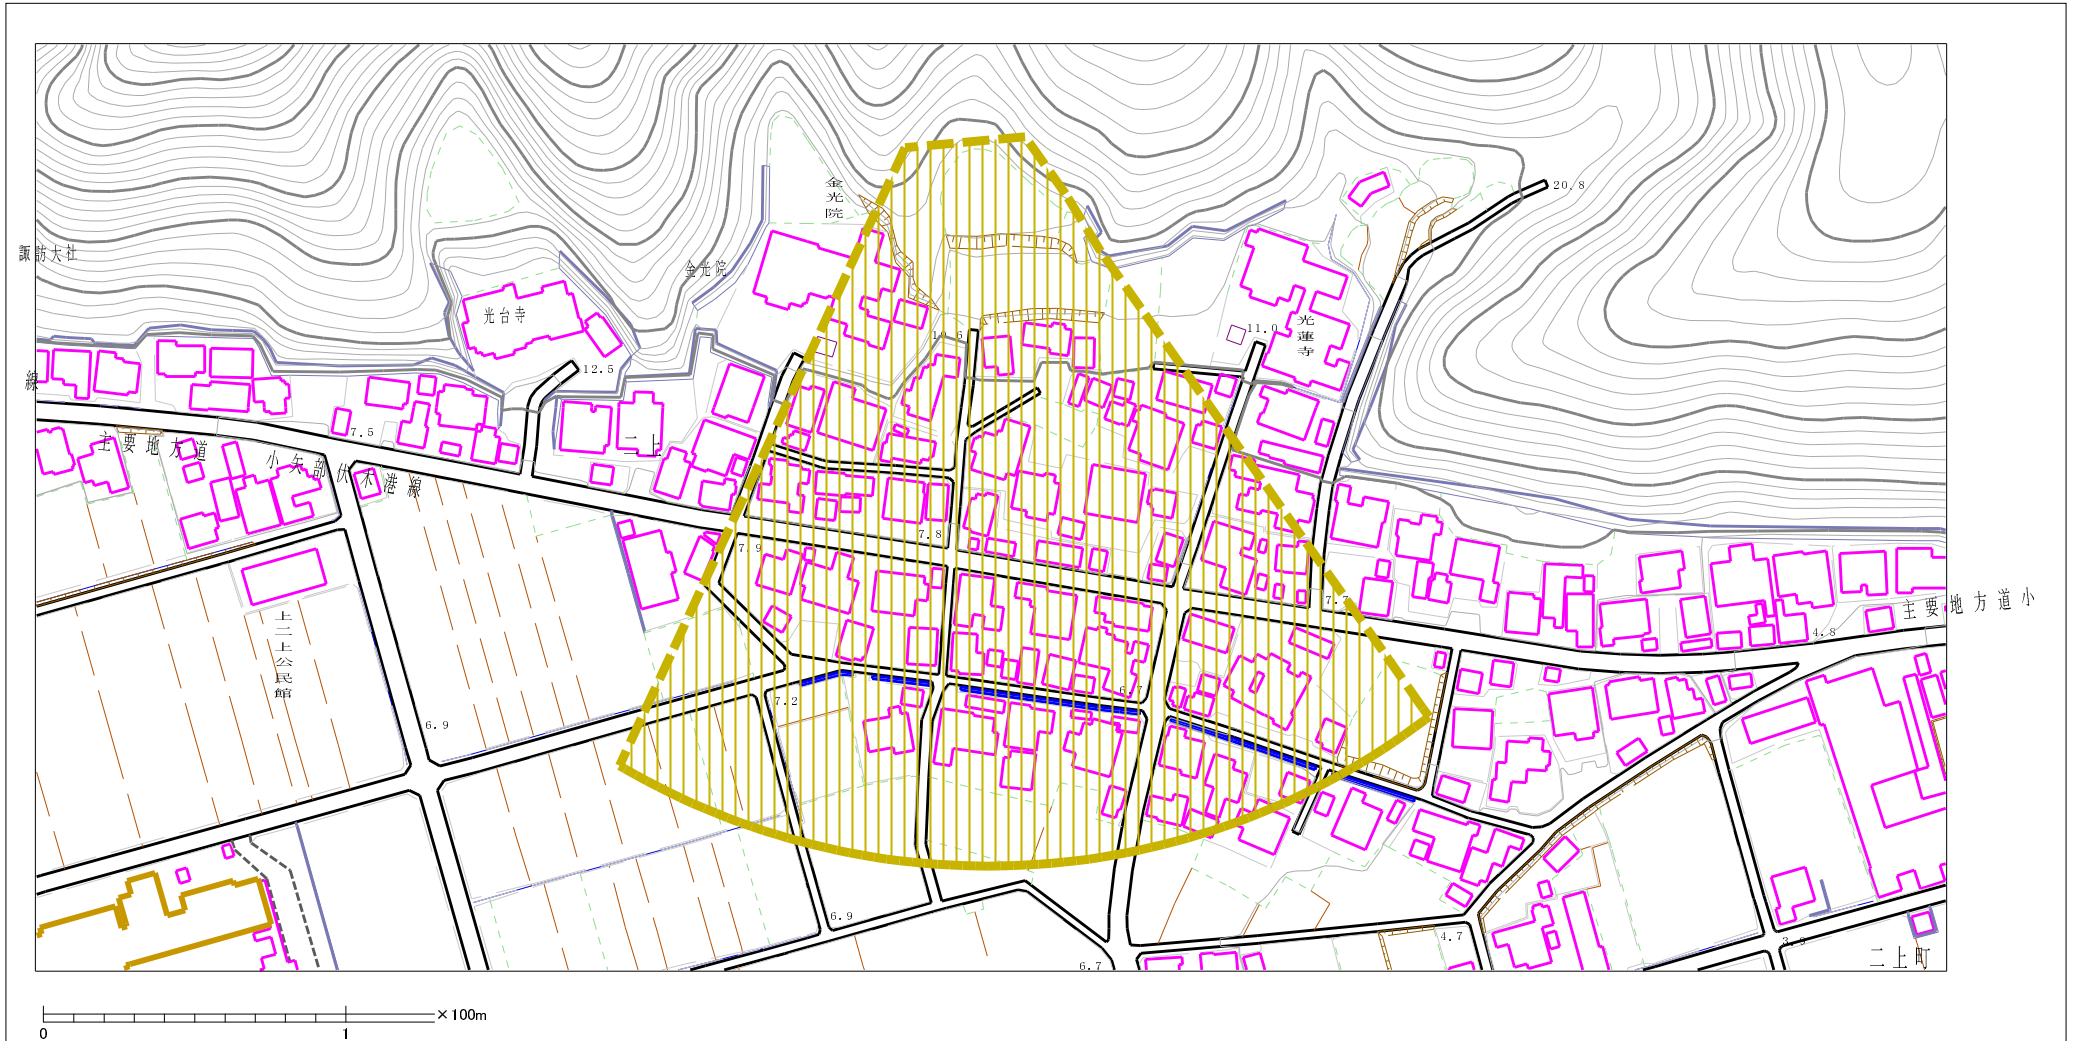 金光院
20.8
諏訪大社
金光院
光台寺
10.6
11.0
光蓮寺
12.5
線
7.5
二上
主要地方道 小矢部伏木港線
7.9
7.8
7.7
主要地方道小
上二上公民館
4.8
6.9
7.2
6.7
6.9
4.7
3.9
二上町
6.7
×100m
0 1